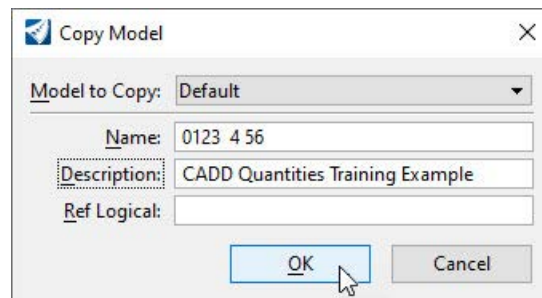 Copy Model
Model to Copy: Default
Name: 0123 4 56
Description: CADD Quantities Training Example
Ref Logical:
OK Cancel